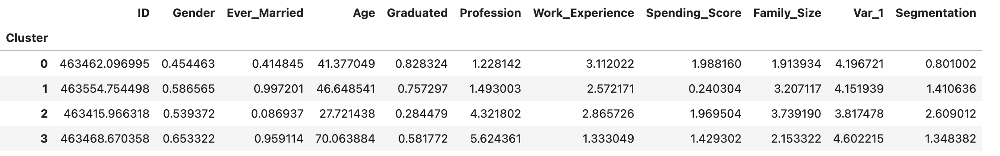 ID Gender Ever_Married Age Graduated Profession Work_Experience Spending_Score Family_Size Var_1 Segmentation
Cluster
0 463462.096995 0.454463 0.414845 41.377049 0.828324 1.228142 3.112022 1.988160 1.913934 4.196721 0.801002
1 463554.754498 0.586565 0.997201 46.648541 0.757297 1.493003 2.572171 0.240304 3.207117 4.151939 1.410636
2 463415.966318 0.539372 0.086937 27.721438 0.284479 4.321802 2.865726 1.969504 3.739190 3.817478 2.609012
3 463468.670358 0.653322 0.959114 70.063884 0.581772 5.624361 1.333049 1.429302 2.153322 4.602215 1.348382